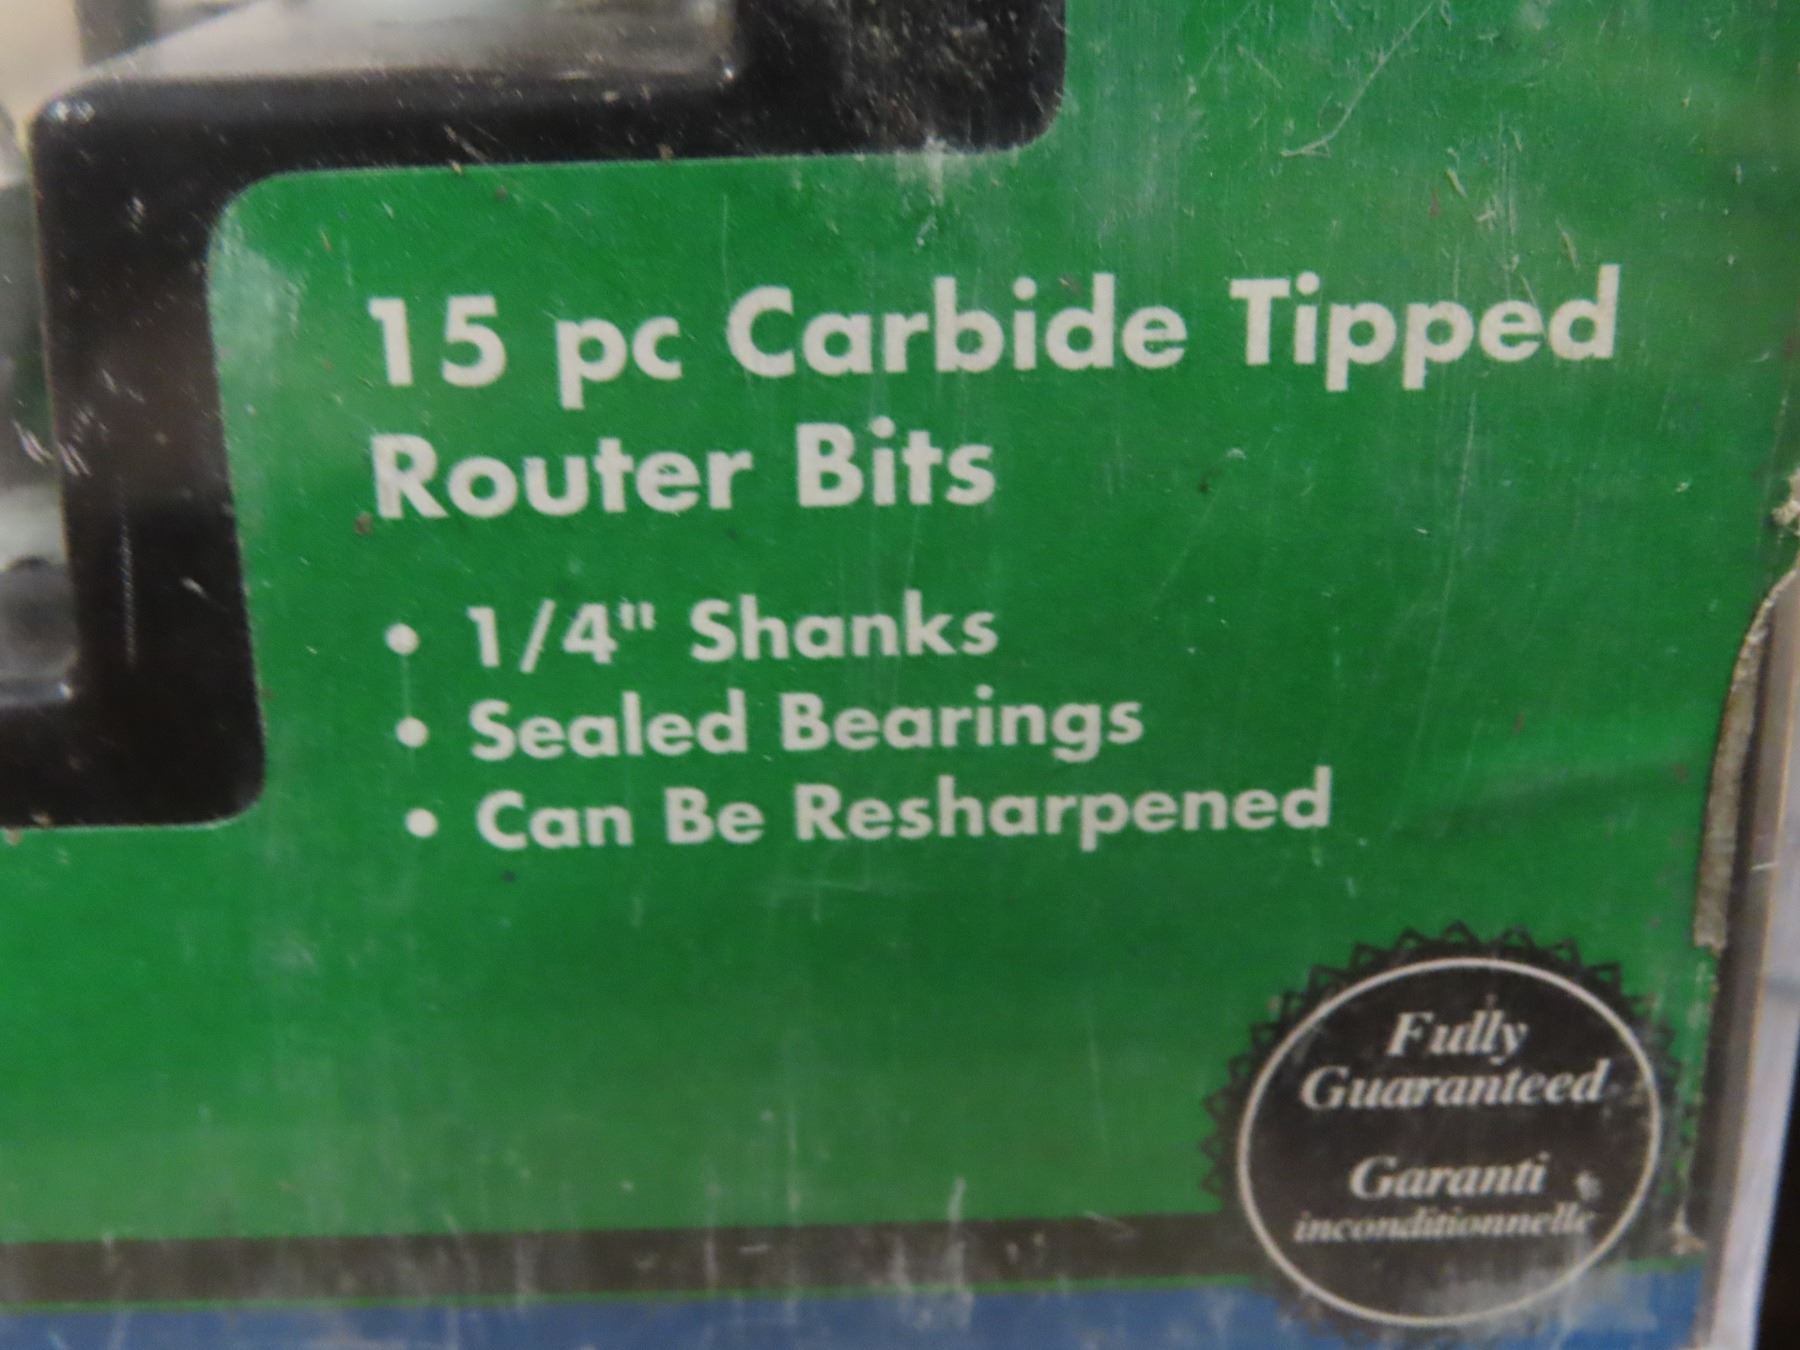 15 pc Carbide Tipped
Router Bits
• 1/4" Shanks
• Sealed Bearings
• Can Be Resharpened
Fully
Guaranteed
Garanti
inconditionnelle